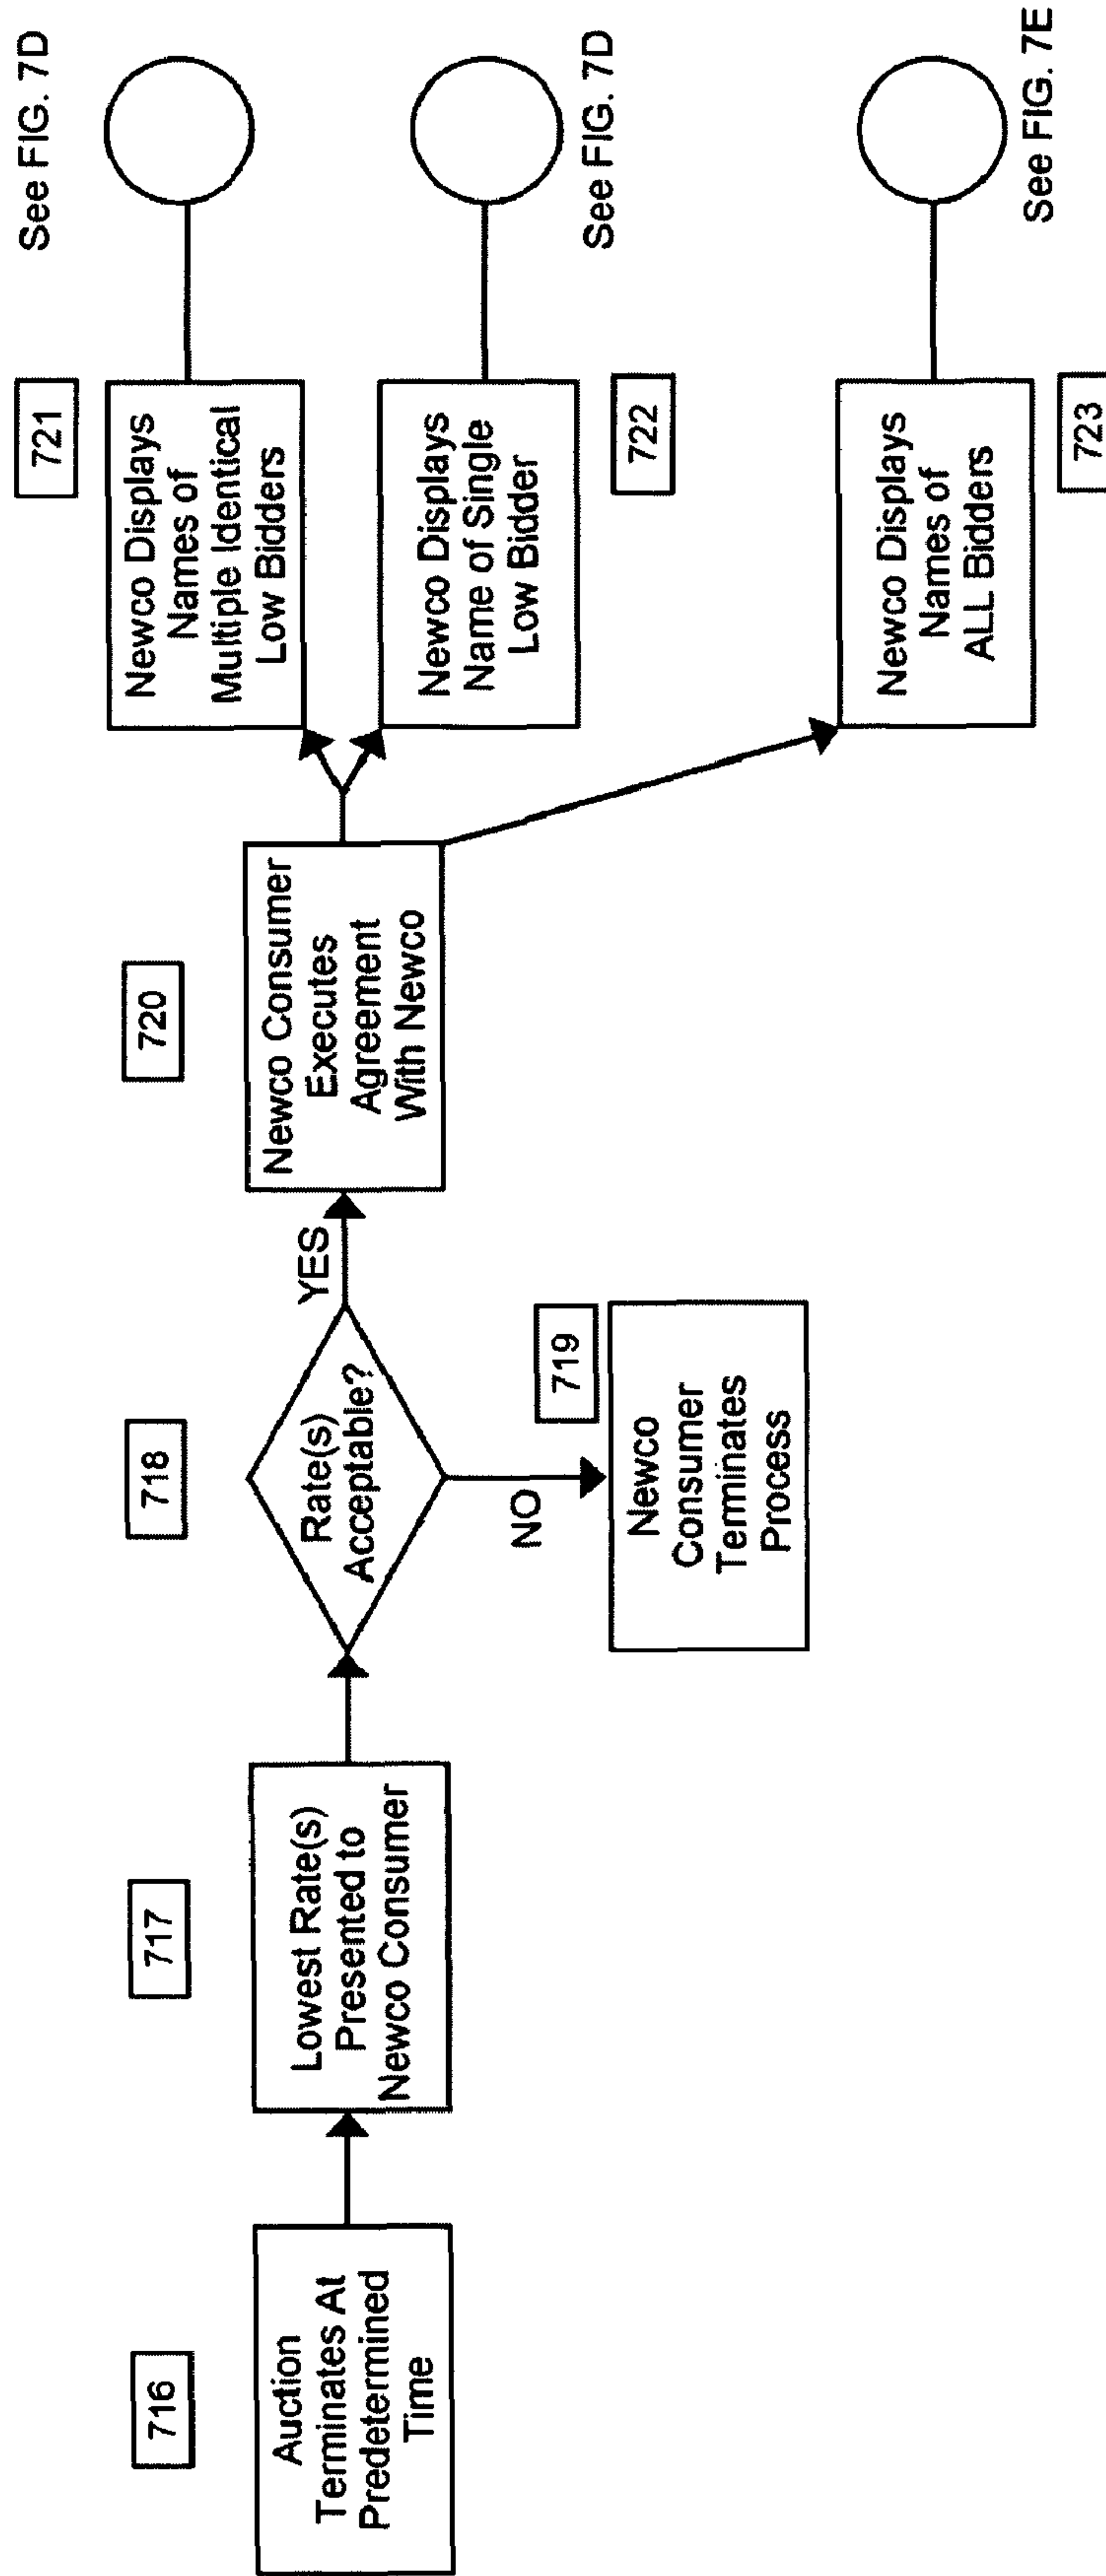 716
Auction
Terminates At
Predetermined
Time
717
Lowest Rate(s)
Presented to
Newco Consumer
718
Rate(s)
Acceptable?
YES
NO
719
Newco
Consumer
Terminates
Process
720
Newco Consumer
Executes
Agreement
With Newco
721
Newco Displays
Names of
Multiple Identical
Low Bidders
See FIG. 7D
Newco Displays
Name of Single
Low Bidder
722
See FIG. 7D
Newco Displays
Names of
ALL Bidders
723
See FIG. 7E